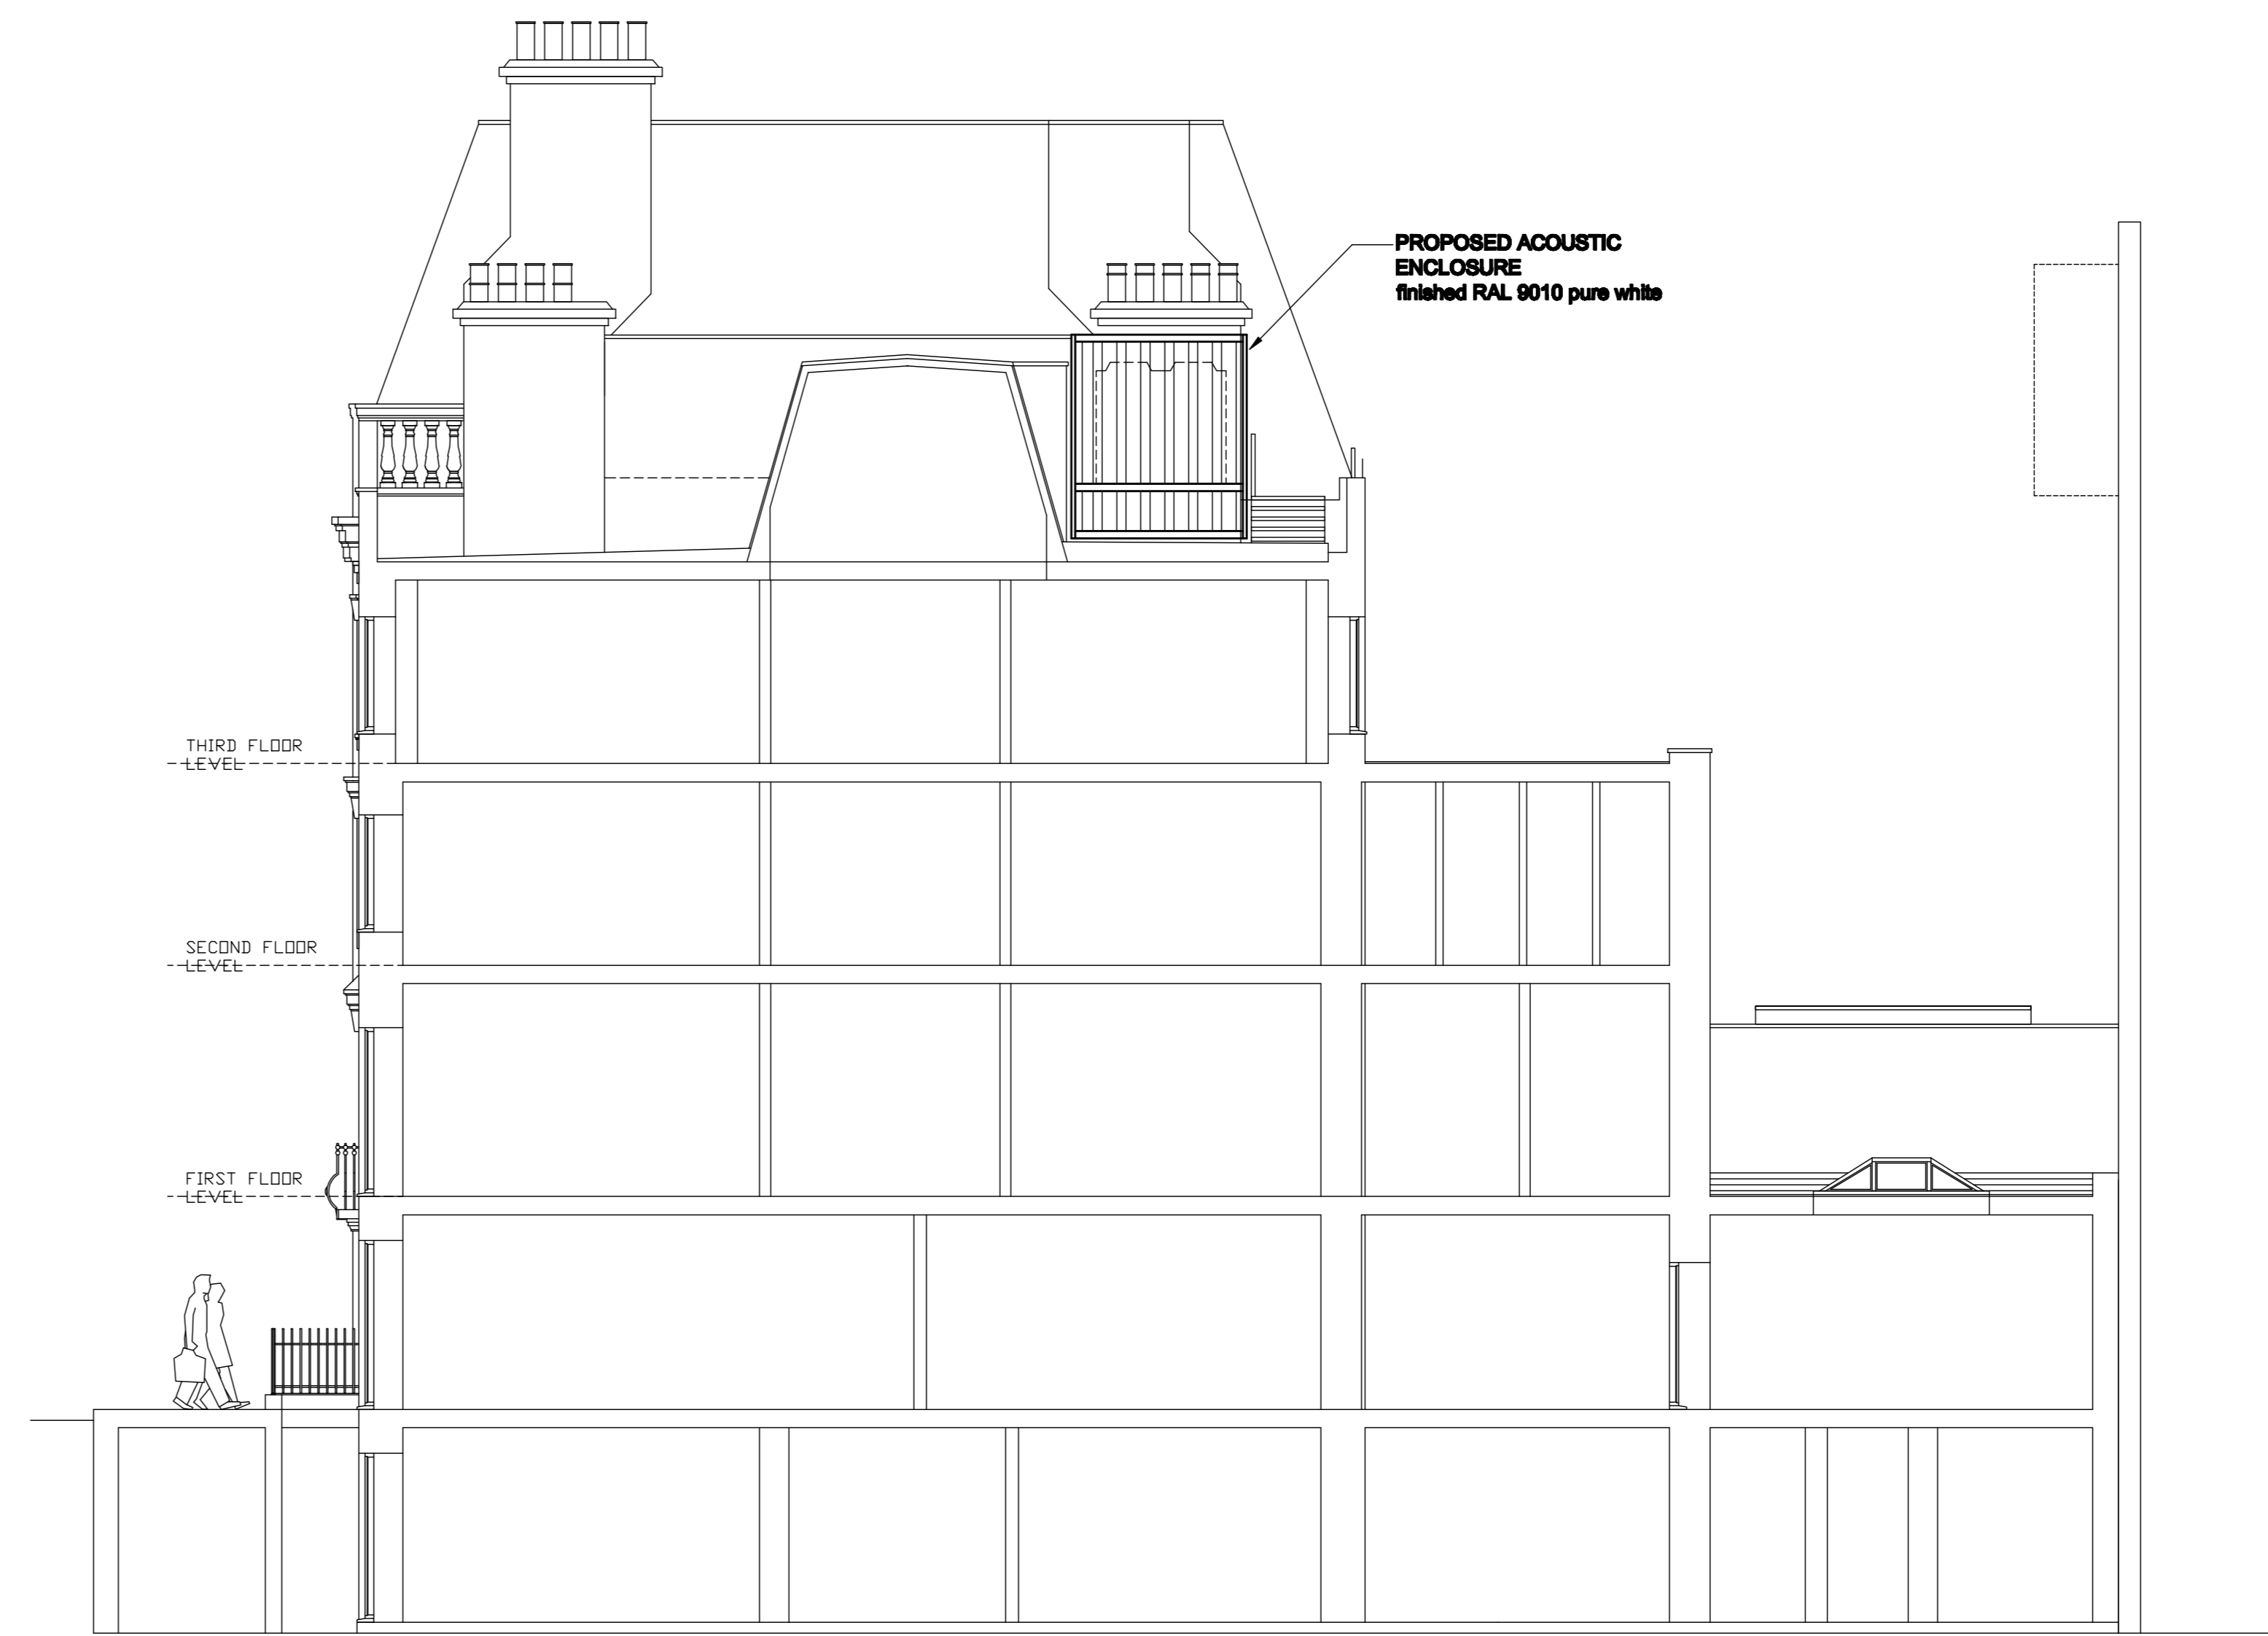 PROPOSED ACOUSTIC
ENCLOSURE
finished RAL 9010 pure white
THIRD FLOOR
LEVEL
SECOND FLOOR
LEVEL
FIRST FLOOR
LEVEL